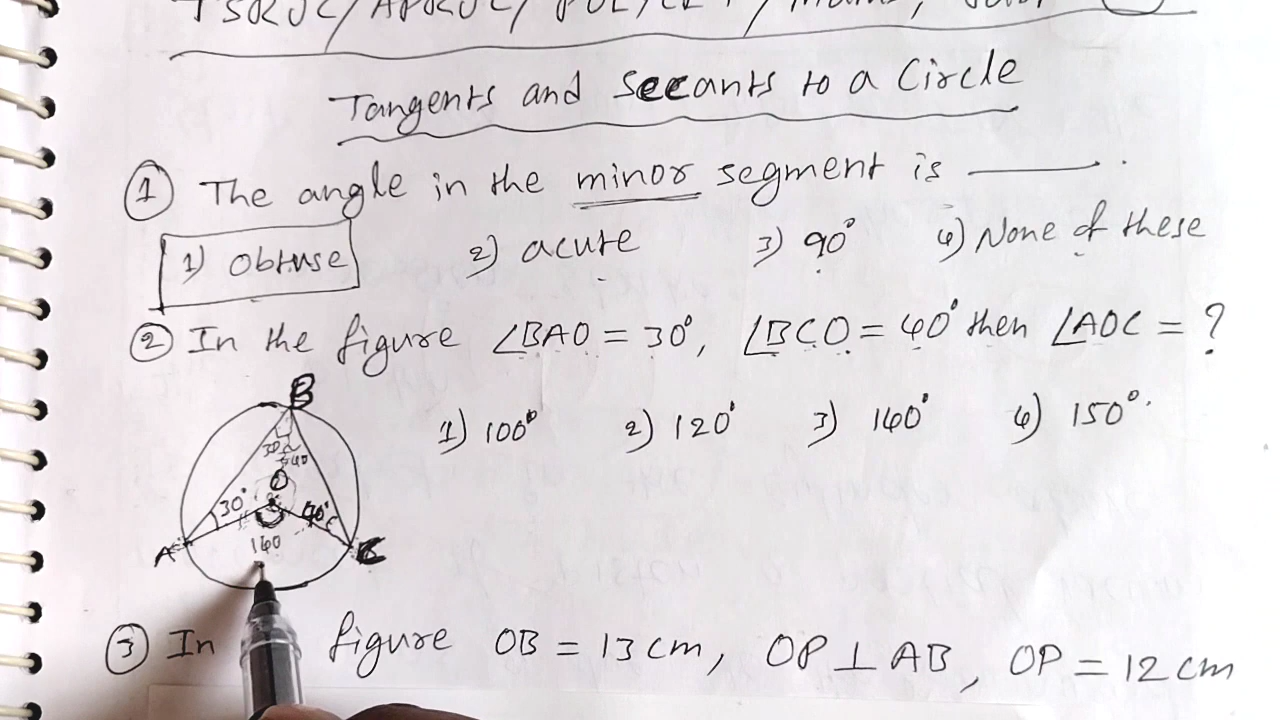 Tangents and Secants to a Circle
① The angle in the minor segment is ______.
1) obtuse 2) acute 3) 90° 4) None of these
② In the figure ∠BAO = 30°, ∠BCO = 40° then ∠AOC = ?
1) 100° 2) 120° 3) 140° 4) 150°.
B
30 40
O
30° 40°
A C
140
③ In figure OB = 13 cm, OP ⊥ AB, OP = 12 cm